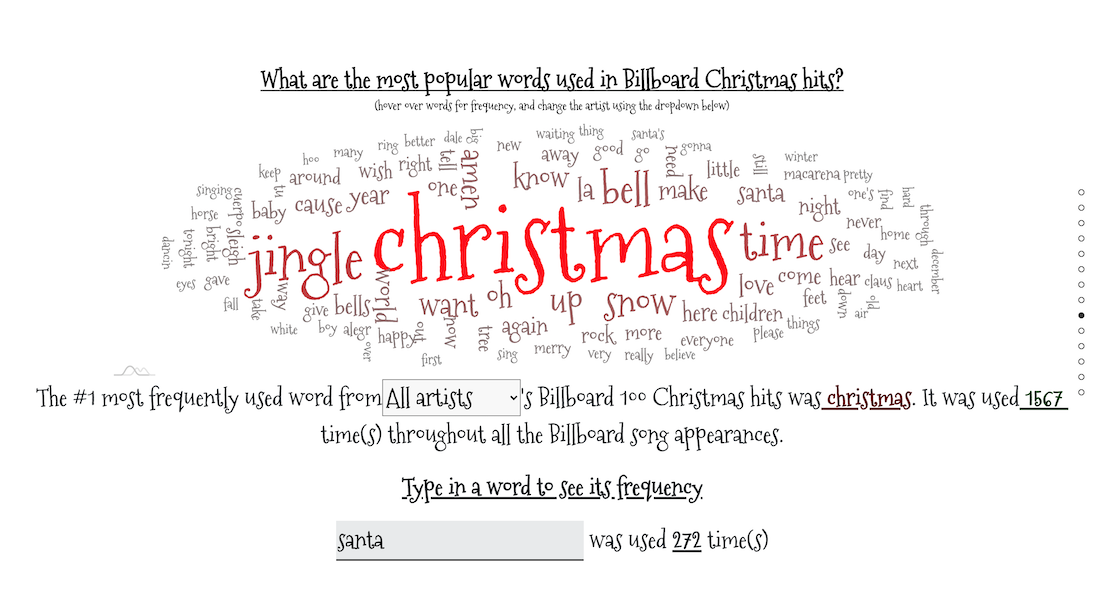 What are the most popular words used in Billboard Christmas hits?
(hover over words for frequency, and change the artist using the dropdown below)
waiting thing santa's
ring better dale big new away good go need gonna
hoo many tell amen still winter
keep around wish right know little macarena pretty
singing cuerpo tu one la bell make santa one's find hard
horse baby cause year night never through
dancin tonight bright sleigh jingle christmas time see home
day next december
eyes gave world love come hear claus heart
fall take way give bells want oh up snow here children feet down old air
white boy alegr happy out now tree again rock more everyone please things
over first sing merry very really believe
The #1 most frequently used word from All artists 's Billboard 100 Christmas hits was christmas. It was used 1567
time(s) throughout all the Billboard song appearances.
Type in a word to see its frequency
santa was used 272 time(s)